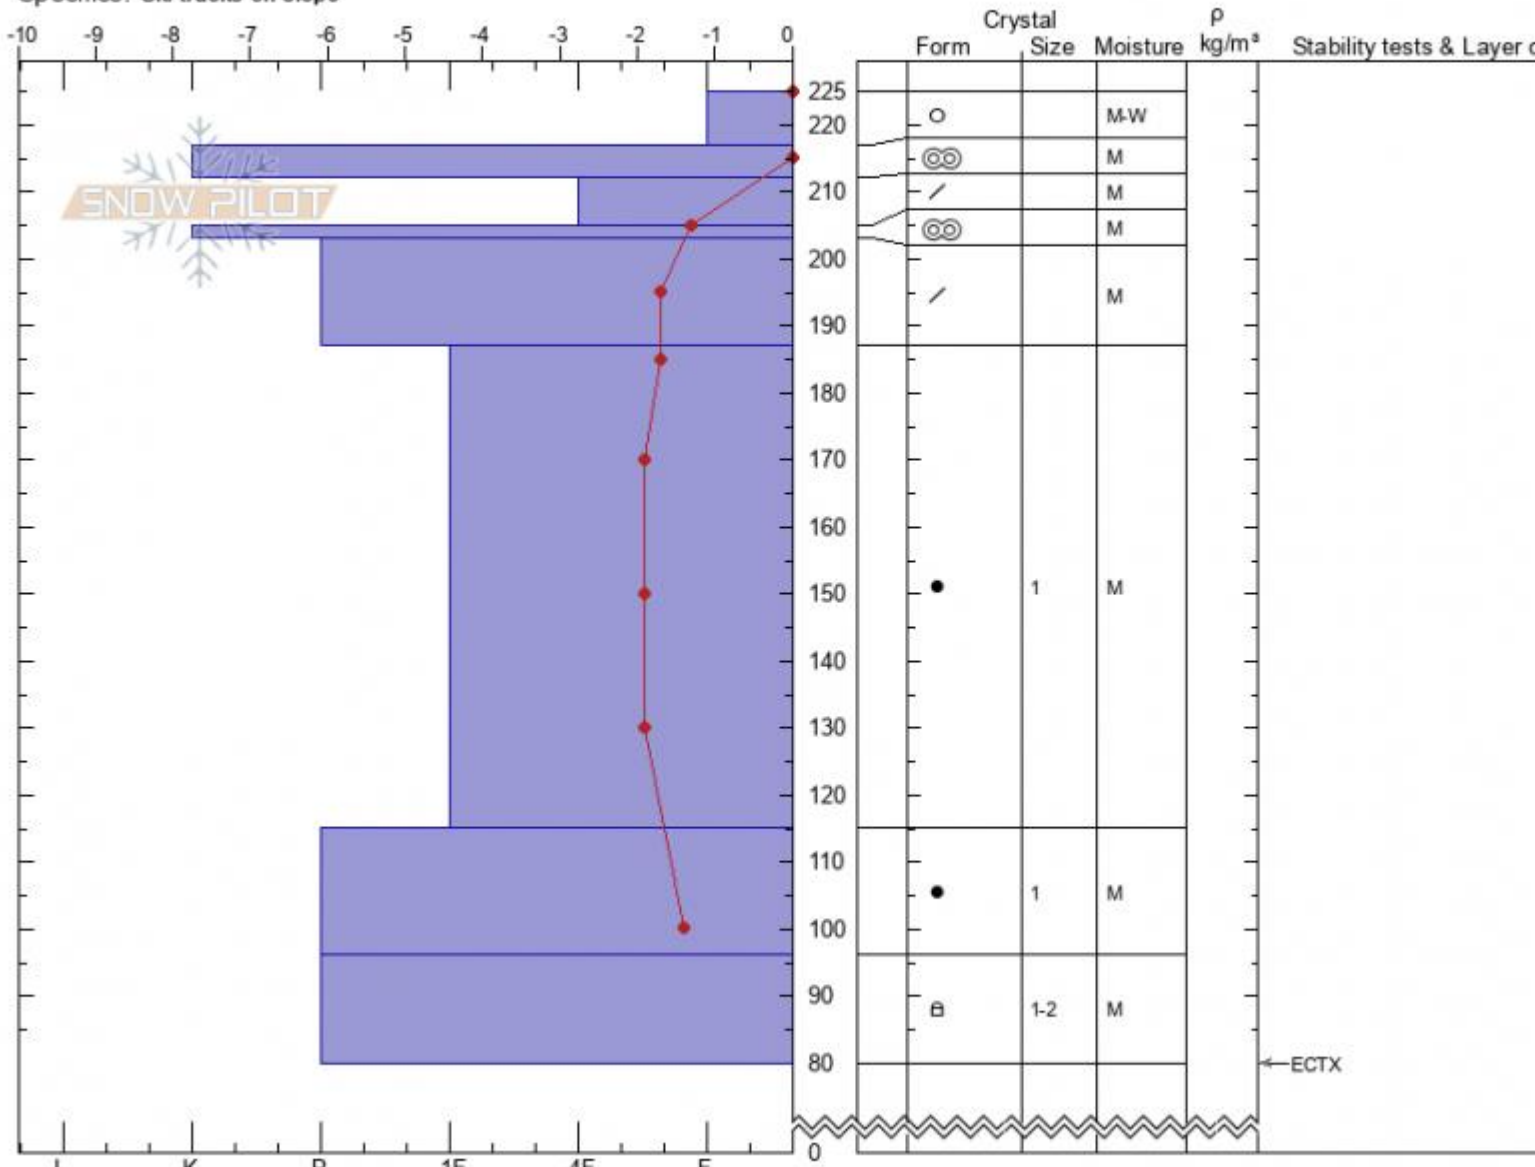 -10 -9 -8 -7 -6 -5 -4 -3 -2 -1 0
Crystal
ρ
Form Size Moisture kg/m³ Stability tests & Layer c
225
M-W
220
M
SNOW PILOT
210
M
M
200
M
190
180
170
160
150
1 M
140
130
120
110
1 M
100
90
1-2 M
80
ECTX
0
K P 1F 4F F